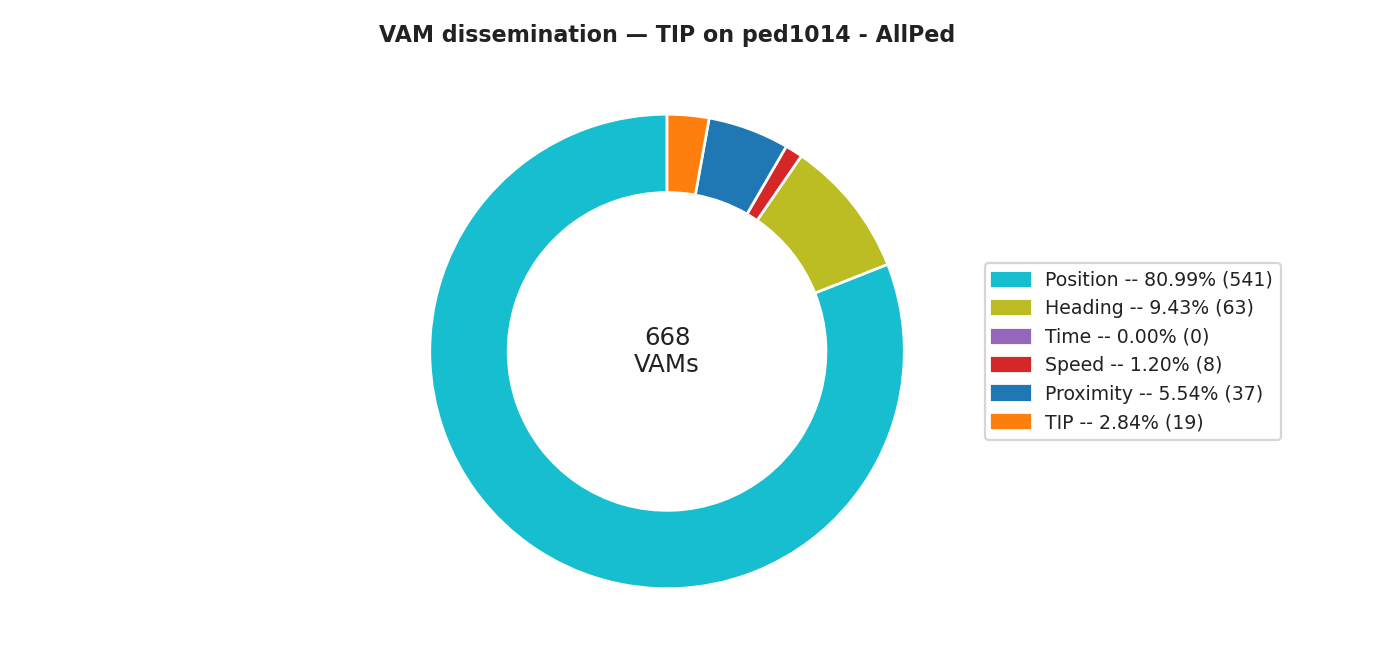 VAM dissemination — TIP on ped1014 - AllPed
668
VAMs
Position -- 80.99% (541)
Heading -- 9.43% (63)
Time -- 0.00% (0)
Speed -- 1.20% (8)
Proximity -- 5.54% (37)
TIP -- 2.84% (19)